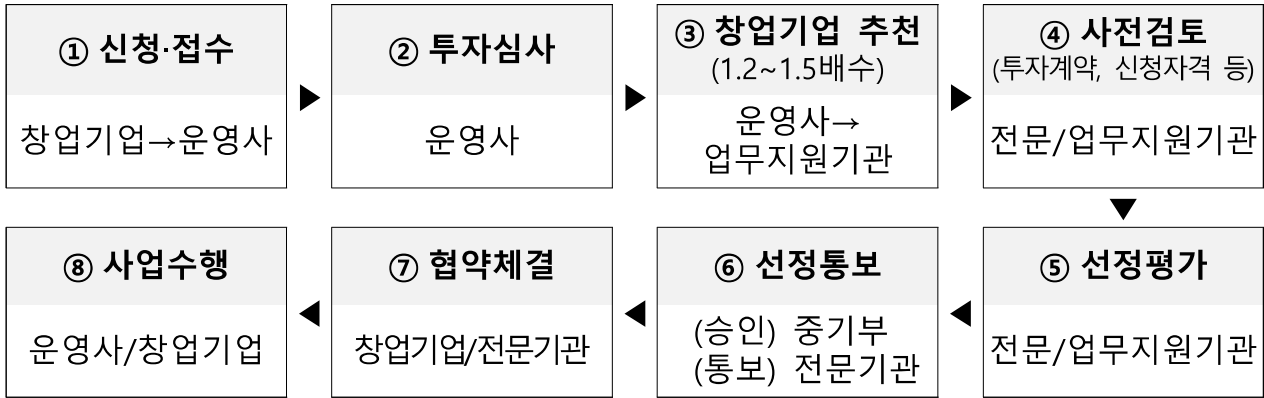 ① 신청·접수
창업기업→운영사
▶
② 투자심사
운영사
▶
③ 창업기업 추천
(1.2~1.5배수)
운영사→
업무지원기관
▶
④ 사전검토
(투자계약, 신청자격 등)
전문/업무지원기관
▼
⑤ 선정평가
전문/업무지원기관
◀
⑥ 선정통보
(승인) 중기부
(통보) 전문기관
◀
⑦ 협약체결
창업기업/전문기관
◀
⑧ 사업수행
운영사/창업기업